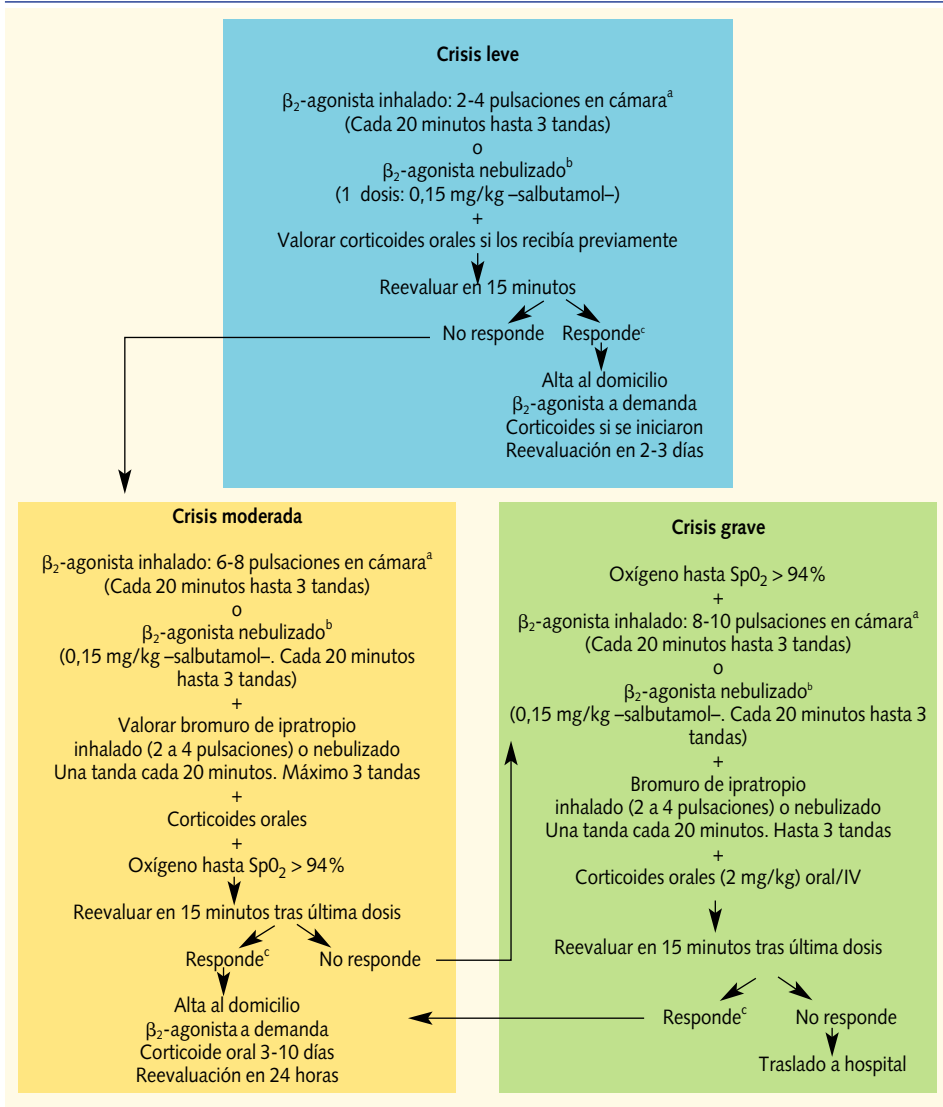 Crisis leve
β₂-agonista inhalado: 2-4 pulsaciones en cámaraᵃ
(Cada 20 minutos hasta 3 tandas)
o
β₂-agonista nebulizadoᵇ
(1 dosis: 0,15 mg/kg –salbutamol–)
+
Valorar corticoides orales si los recibía previamente
Reevaluar en 15 minutos
No responde Respondeᶜ
Alta al domicilio
β₂-agonista a demanda
Corticoides si se iniciaron
Reevaluación en 2-3 días
Crisis moderada
β₂-agonista inhalado: 6-8 pulsaciones en cámaraᵃ
(Cada 20 minutos hasta 3 tandas)
o
β₂-agonista nebulizadoᵇ
(0,15 mg/kg –salbutamol–. Cada 20 minutos
hasta 3 tandas)
+
Valorar bromuro de ipratropio
inhalado (2 a 4 pulsaciones) o nebulizado
Una tanda cada 20 minutos. Máximo 3 tandas
+
Corticoides orales
+
Oxígeno hasta Sp0₂ > 94%
Reevaluar en 15 minutos tras última dosis
Respondeᶜ No responde
Alta al domicilio
β₂-agonista a demanda
Corticoide oral 3-10 días
Reevaluación en 24 horas
Crisis grave
Oxígeno hasta Sp0₂ > 94%
+
β₂-agonista inhalado: 8-10 pulsaciones en cámaraᵃ
(Cada 20 minutos hasta 3 tandas)
o
β₂-agonista nebulizadoᵇ
(0,15 mg/kg –salbutamol–. Cada 20 minutos hasta 3
tandas)
+
Bromuro de ipratropio
inhalado (2 a 4 pulsaciones) o nebulizado
Una tanda cada 20 minutos. Hasta 3 tandas
+
Corticoides orales (2 mg/kg) oral/IV
Reevaluar en 15 minutos tras última dosis
Respondeᶜ No responde
Traslado a hospital